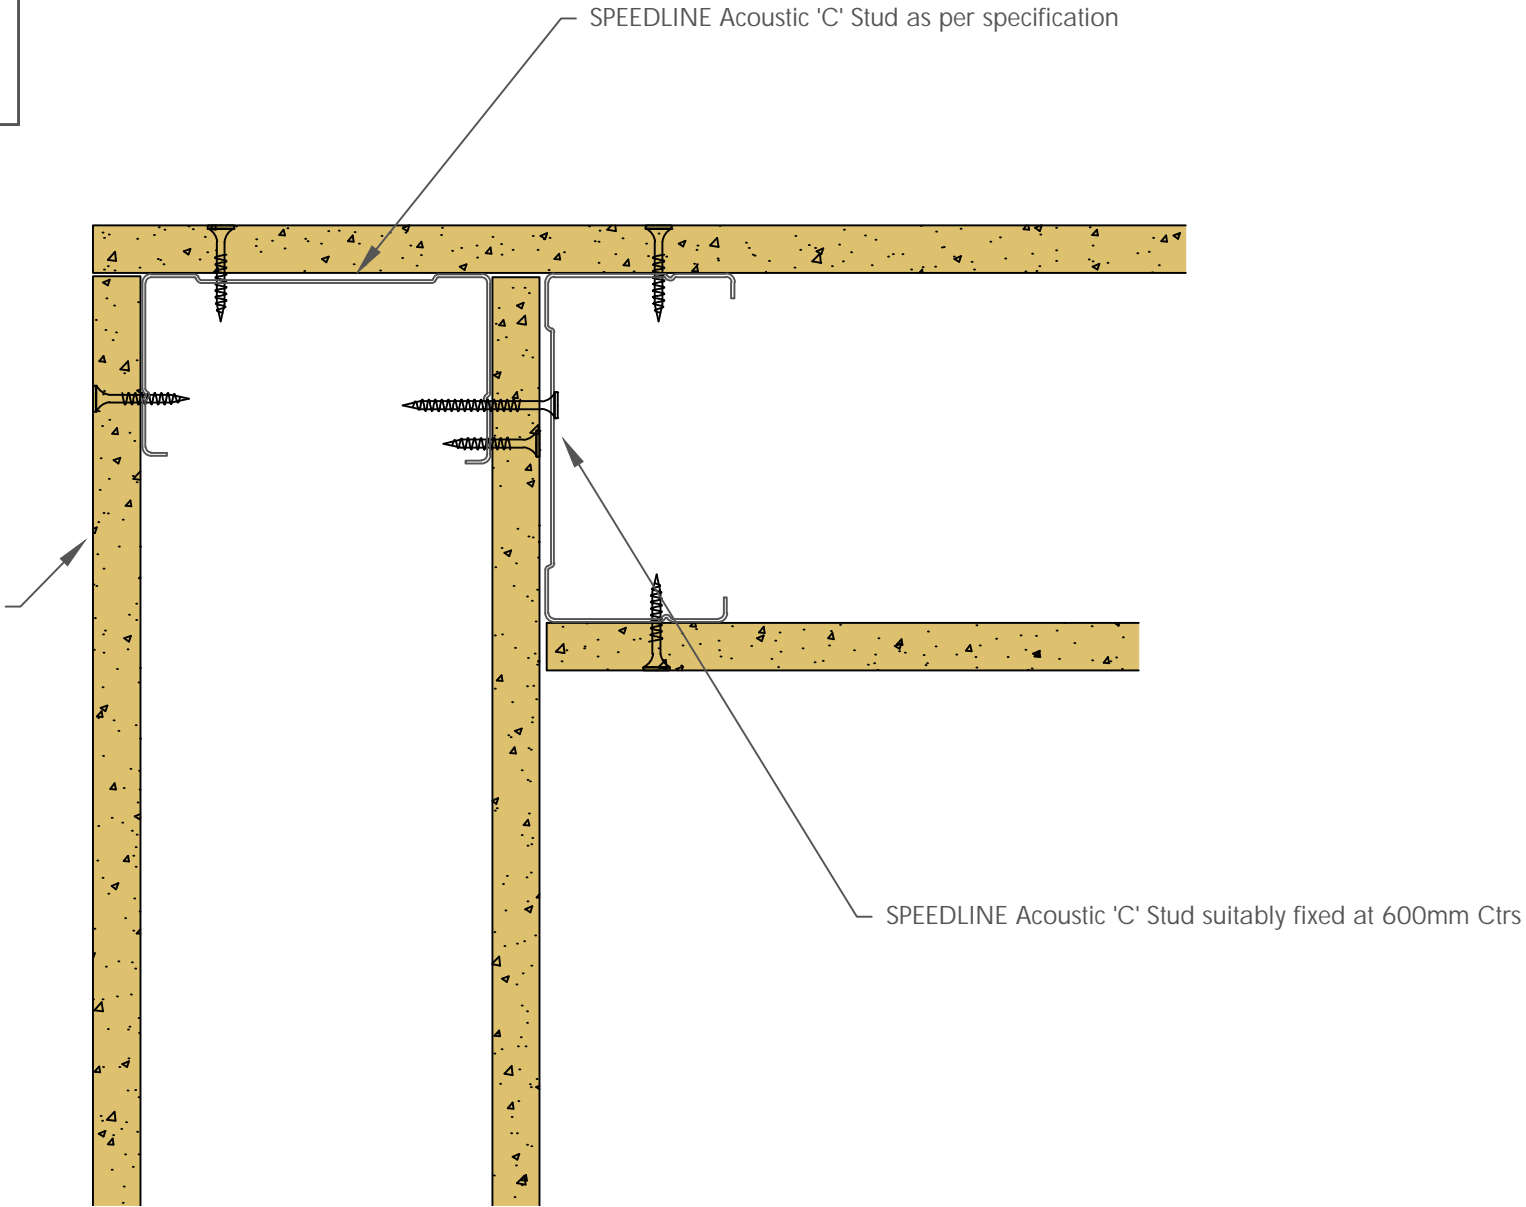 SPEEDLINE Acoustic 'C' Stud as per specification
SPEEDLINE Acoustic 'C' Stud suitably fixed at 600mm Ctrs